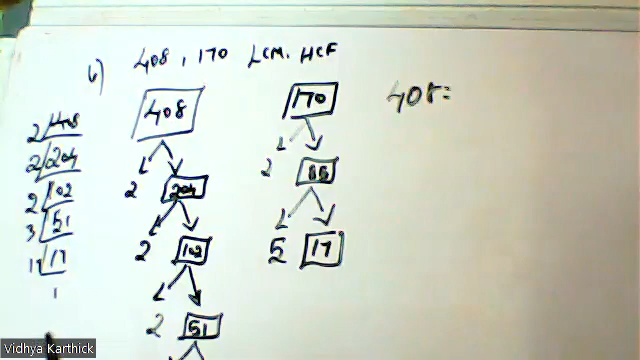 6) 408, 170 LCM. HCF
408 170 408=
2 408
2 204 2 204 2 85
2 102
3 51 2 102 5 17
17 17
1
2 51
Vidhya Karthick